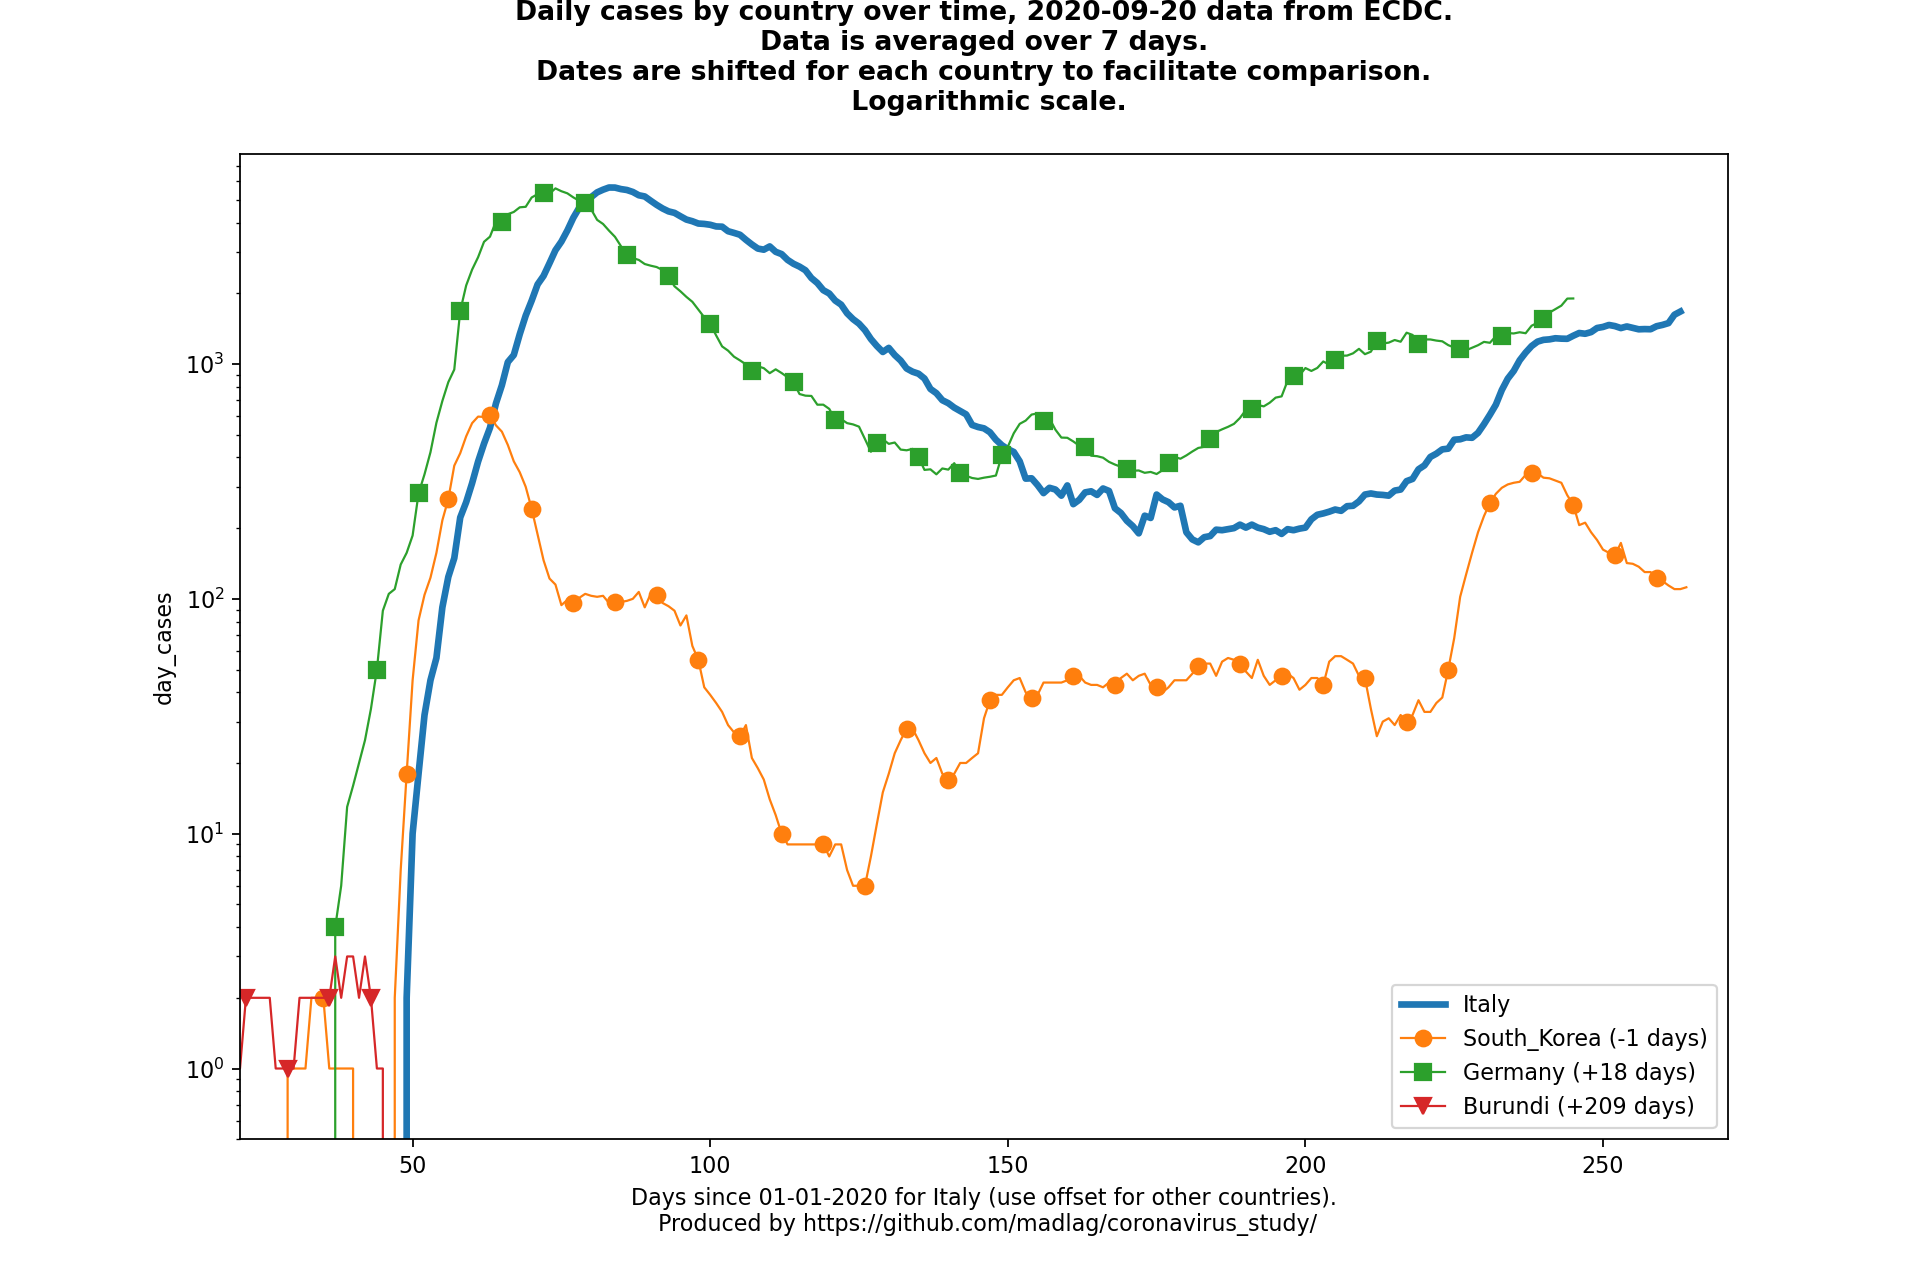 Daily cases by country over time, 2020-09-20 data from ECDC.
Data is averaged over 7 days.
Dates are shifted for each country to facilitate comparison.
Logarithmic scale.
day_cases
10³
10²
10¹
10⁰
Italy
South_Korea (-1 days)
Germany (+18 days)
Burundi (+209 days)
50 100 150 200 250
Days since 01-01-2020 for Italy (use offset for other countries).
Produced by https://github.com/madlag/coronavirus_study/